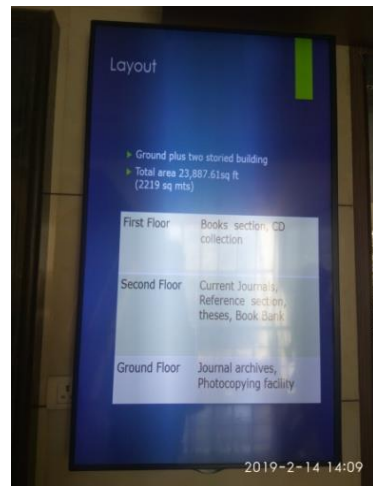 Layout
Ground plus two storied building
Total area 23,887.61sq ft
(2219 sq mts)
First Floor
Books section, CD
collection
Second Floor
Current Journals,
Reference section,
theses, Book Bank
Ground Floor
Journal archives,
Photocopying facility
2019-2-14 14:09